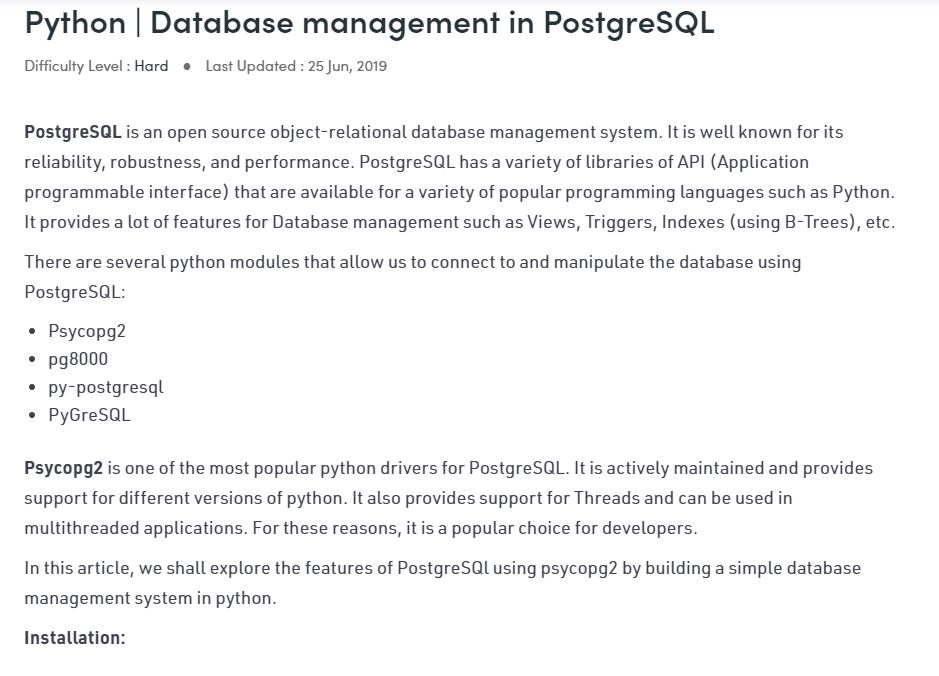 Python | Database management in PostgreSQL
Difficulty Level : Hard ● Last Updated : 25 Jun, 2019
PostgreSQL is an open source object-relational database management system. It is well known for its
reliability, robustness, and performance. PostgreSQL has a variety of libraries of API (Application
programmable interface) that are available for a variety of popular programming languages such as Python.
It provides a lot of features for Database management such as Views, Triggers, Indexes (using B-Trees), etc.
There are several python modules that allow us to connect to and manipulate the database using
PostgreSQL:
• Psycopg2
• pg8000
• py-postgresql
• PyGreSQL
Psycopg2 is one of the most popular python drivers for PostgreSQL. It is actively maintained and provides
support for different versions of python. It also provides support for Threads and can be used in
multithreaded applications. For these reasons, it is a popular choice for developers.
In this article, we shall explore the features of PostgreSQl using psycopg2 by building a simple database
management system in python.
Installation: